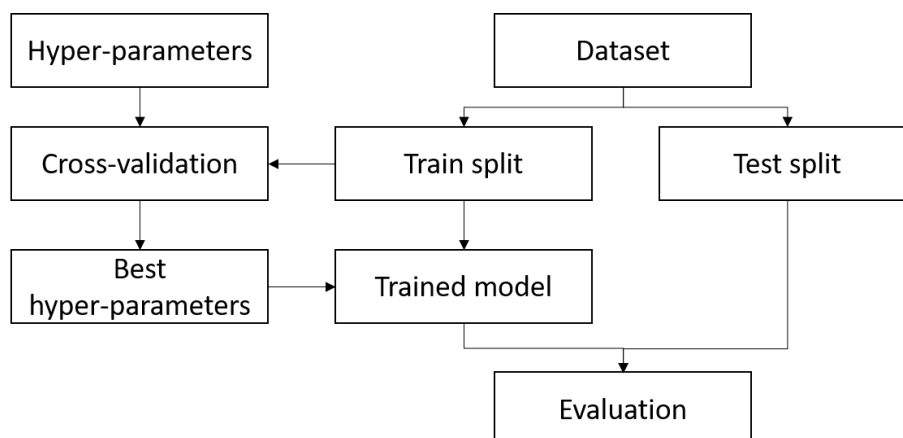 Hyper-parameters
Dataset
Cross-validation
Train split
Test split
Best
hyper-parameters
Trained model
Evaluation